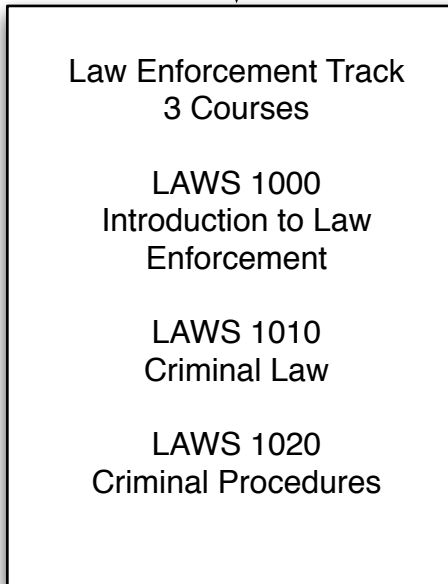 Law Enforcement Track
3 Courses
LAWS 1000
Introduction to Law
Enforcement
LAWS 1010
Criminal Law
LAWS 1020
Criminal Procedures